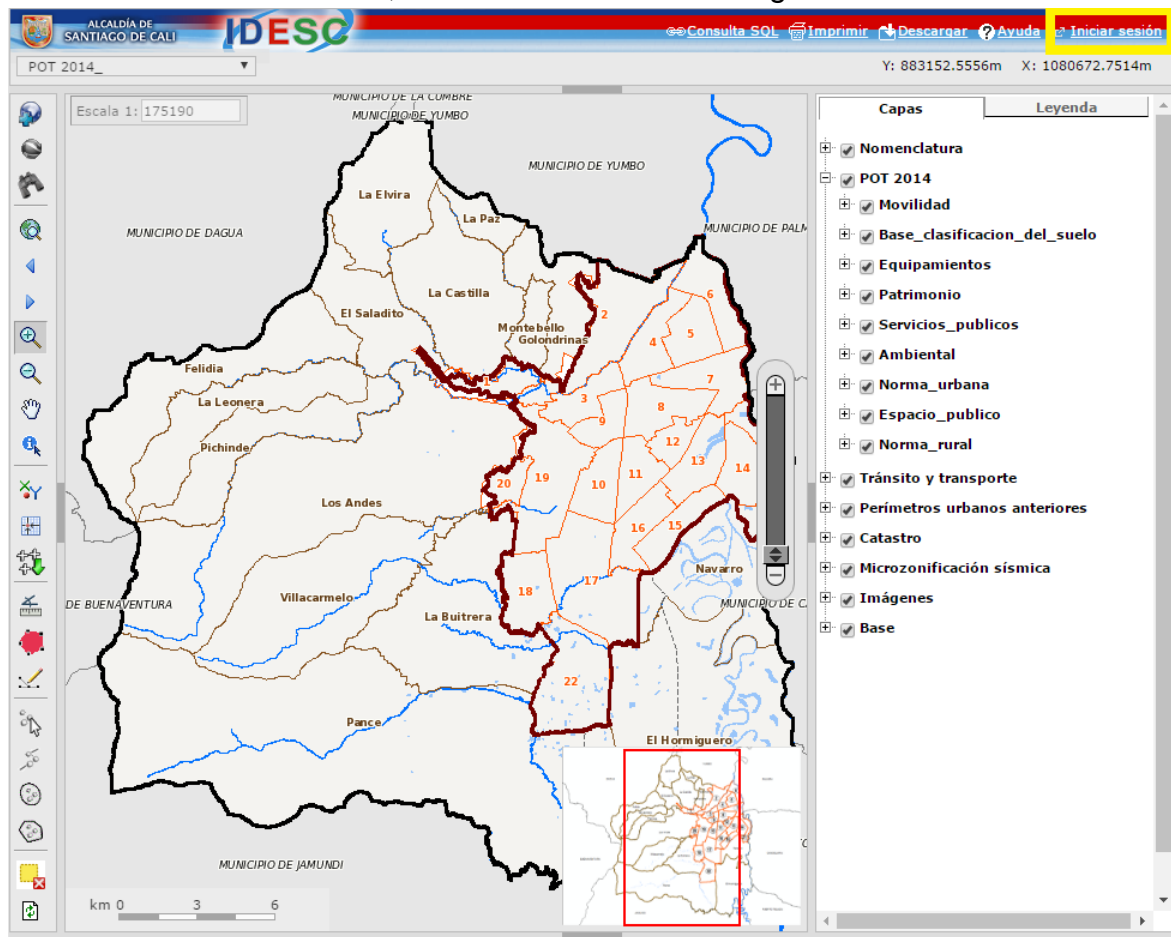 ALCALDÍA DE
SANTIAGO DE CALI
IDESC
Consulta SQL Imprimir Descargar Ayuda Iniciar sesión
POT 2014_
Y: 883152.5556m X: 1080672.7514m
Escala 1: 175190
Capas Leyenda
Nomenclatura
POT 2014
Movilidad
Base_clasificacion_del_suelo
Equipamientos
Patrimonio
Servicios_publicos
Ambiental
Norma_urbana
Espacio_publico
Norma_rural
Tránsito y transporte
Perímetros urbanos anteriores
Catastro
Microzonificación sísmica
Imágenes
Base
MUNICIPIO DE LA CUMBRE
MUNICIPIO DE YUMBO
MUNICIPIO DE YUMBO
La Elvira
La Paz
MUNICIPIO DE DAGUA
MUNICIPIO DE PALM
La Castilla
6
El Saladito
2
Montebello
5
Golondrinas
4
Felidia
7
1
La Leonera
3
8
9
Pichinde
12
11
13
14
19
20
10
Los Andes
16
15
Navarro
17
18
DE BUENAVENTURA
Villacarmelo
MUNICIPIO DE C
La Buitrera
22
Pance
El Hormiguero
MUNICIPIO DE JAMUNDI
km 0 3 6